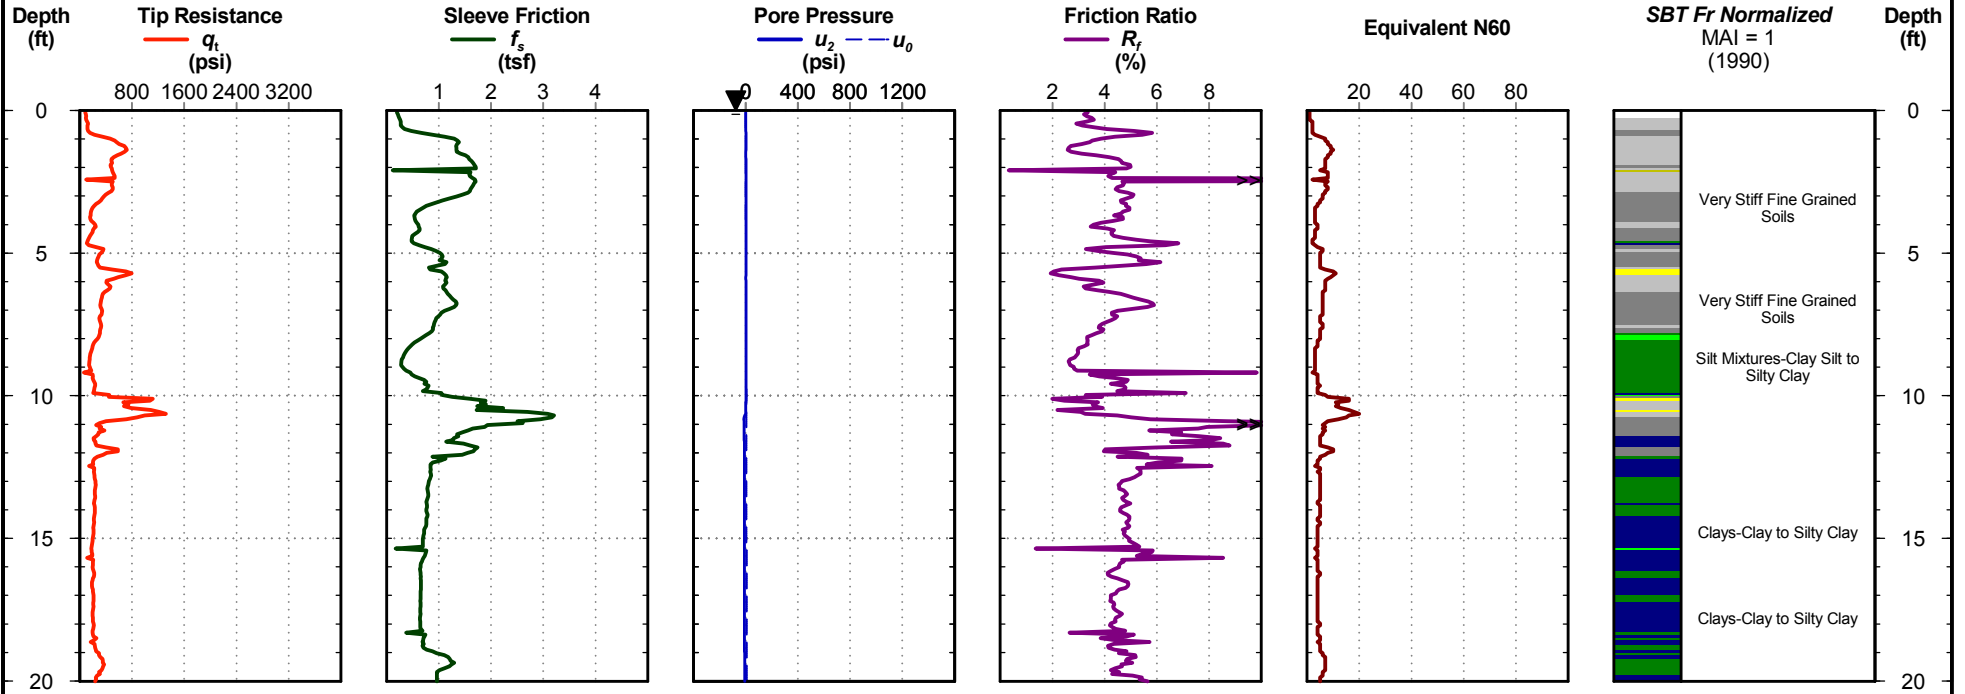 Depth
(ft)
Tip Resistance
qt
(psi)
Sleeve Friction
fs
(tsf)
Pore Pressure
u2 u0
(psi)
Friction Ratio
Rf
(%)
Equivalent N60
SBT Fr Normalized
MAI = 1
(1990)
Depth
(ft)
800 1600 2400 3200
1 2 3 4
0 400 800 1200
2 4 6 8
20 40 60 80
0
5
10
15
20
Very Stiff Fine Grained
Soils
Very Stiff Fine Grained
Soils
Silt Mixtures-Clay Silt to
Silty Clay
Clays-Clay to Silty Clay
Clays-Clay to Silty Clay
0
5
10
15
20